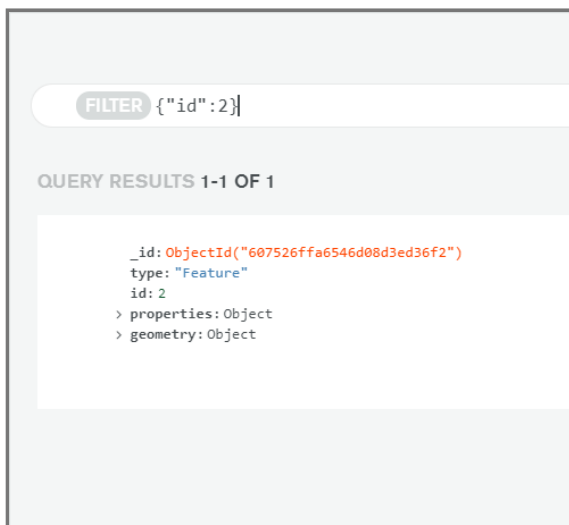 FILTER {"id":2}
QUERY RESULTS 1-1 OF 1
_id: ObjectId("607526ffa6546d08d3ed36f2")
type: "Feature"
id: 2
> properties: Object
> geometry: Object